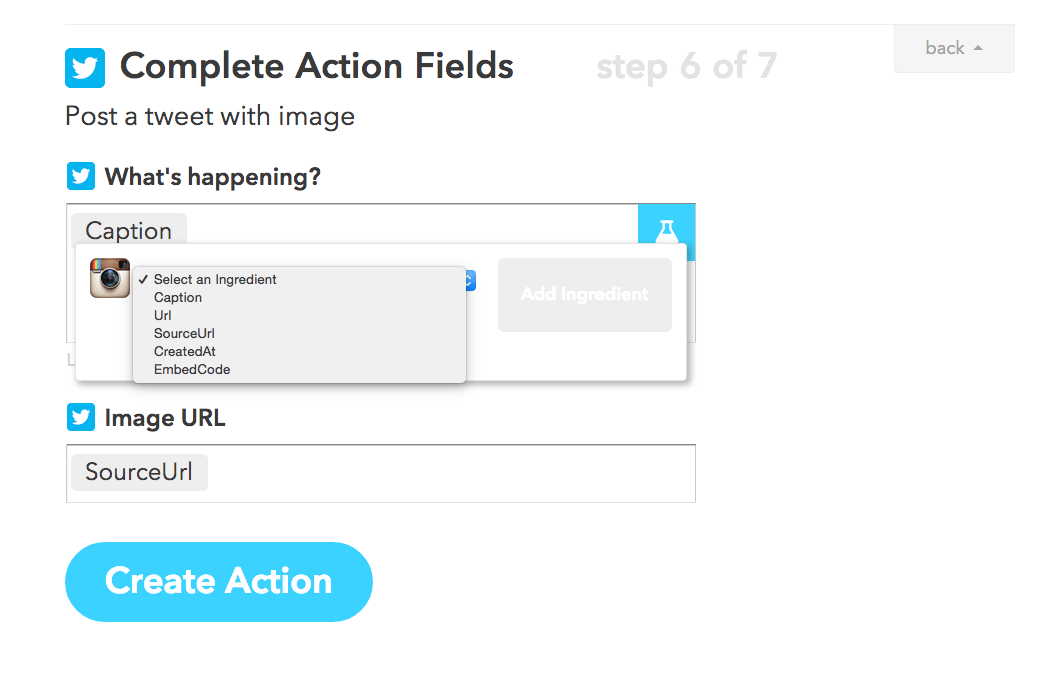 Complete Action Fields step 6 of 7 back
Post a tweet with image
What's happening?
Caption
✓ Select an Ingredient
Caption
Url
SourceUrl
CreatedAt
EmbedCode
Add Ingredient
Image URL
SourceUrl
Create Action